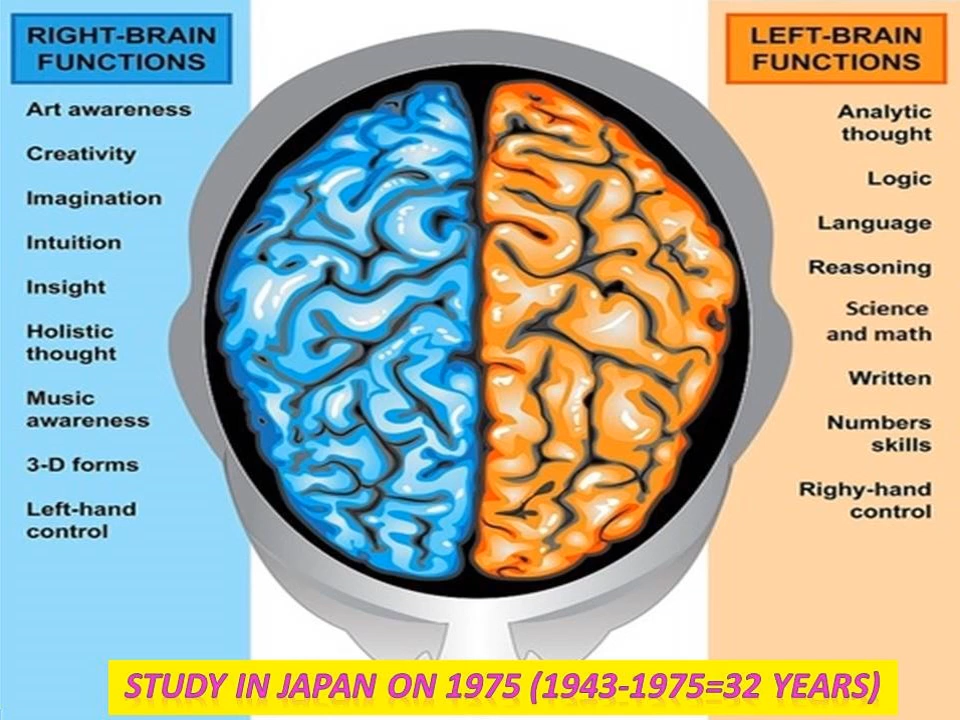 RIGHT-BRAIN
FUNCTIONS
Art awareness
Creativity
Imagination
Intuition
Insight
Holistic
thought
Music
awareness
3-D forms
Left-hand
control
LEFT-BRAIN
FUNCTIONS
Analytic
thought
Logic
Language
Reasoning
Science
and math
Written
Numbers
skills
Righy-hand
control
STUDY IN JAPAN ON 1975 (1943-1975=32 YEARS)